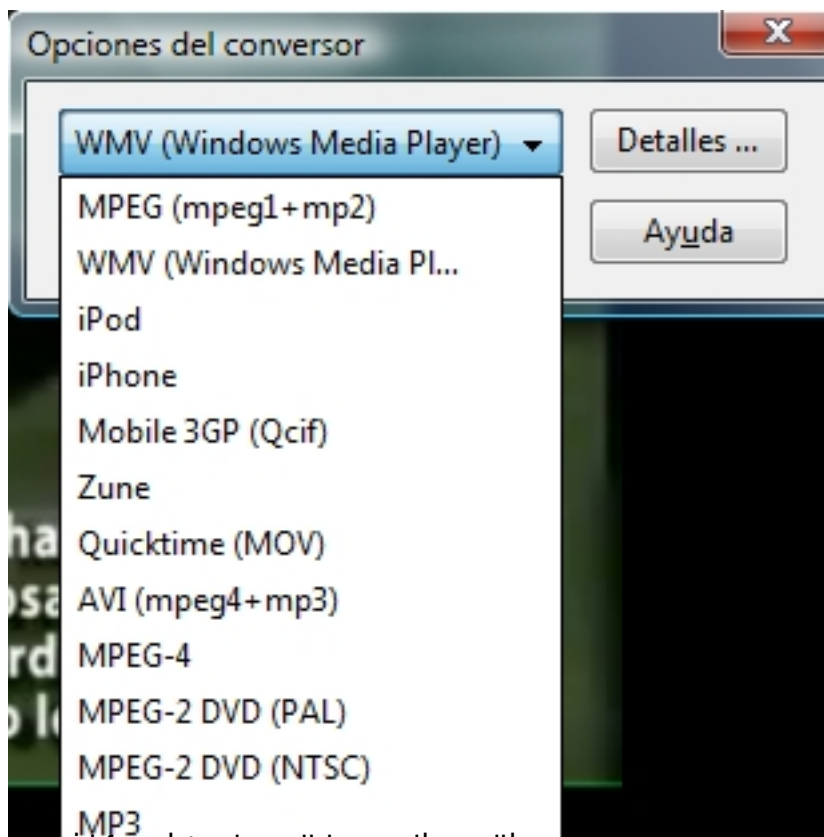 Opciones del conversor
WMV (Windows Media Player)
Detalles ...
Ayuda
MPEG (mpeg1+mp2)
WMV (Windows Media Pl...
iPod
iPhone
Mobile 3GP (Qcif)
Zune
Quicktime (MOV)
AVI (mpeg4+mp3)
MPEG-4
MPEG-2 DVD (PAL)
MPEG-2 DVD (NTSC)
MP3